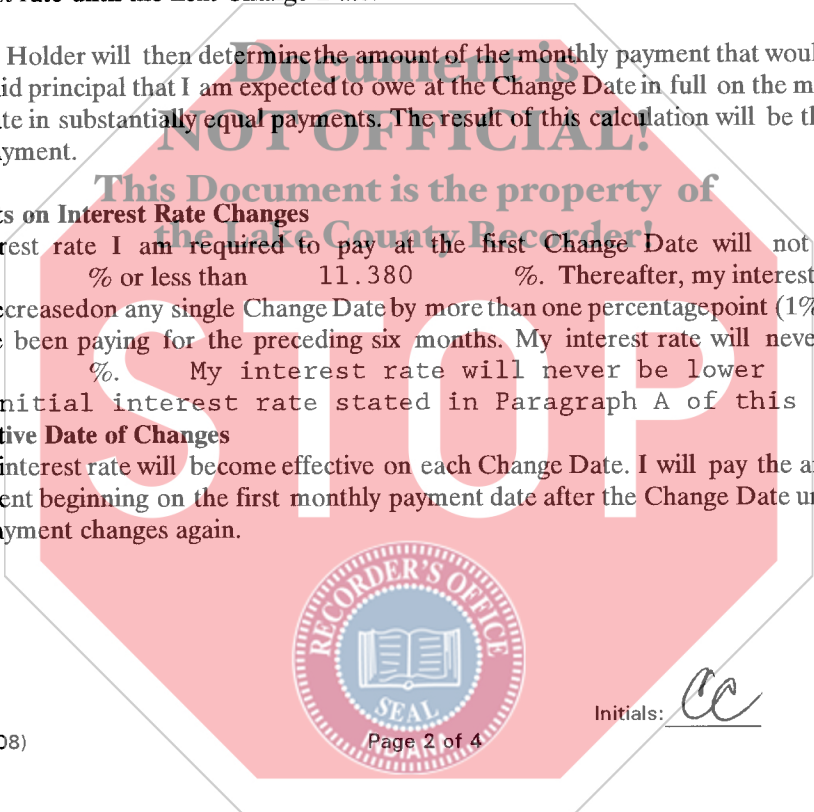 Holder will then determine the amount of the monthly payment that woul
id principal that I am expected to owe at the Change Date in full on the m
te in substantially equal payments. The result of this calculation will be th
yment.
Document is
NOT OFFICIAL!
This Document is the property of
the Lake County Recorder!
s on Interest Rate Changes
rest rate I am required to pay at the first Change Date will not
% or less than 11.380 %. Thereafter, my interest
creasedon any single Change Date by more than one percentagepoint (1%
e been paying for the preceding six months. My interest rate will neve
%. My interest rate will never be lower
nitial interest rate stated in Paragraph A of this
tive Date of Changes
interest rate will become effective on each Change Date. I will pay the a
ent beginning on the first monthly payment date after the Change Date u
ayment changes again.
STOP
RECORDER'S OFFICE
SEAL
INDIANA
Initials: CC
08)
Page 2 of 4